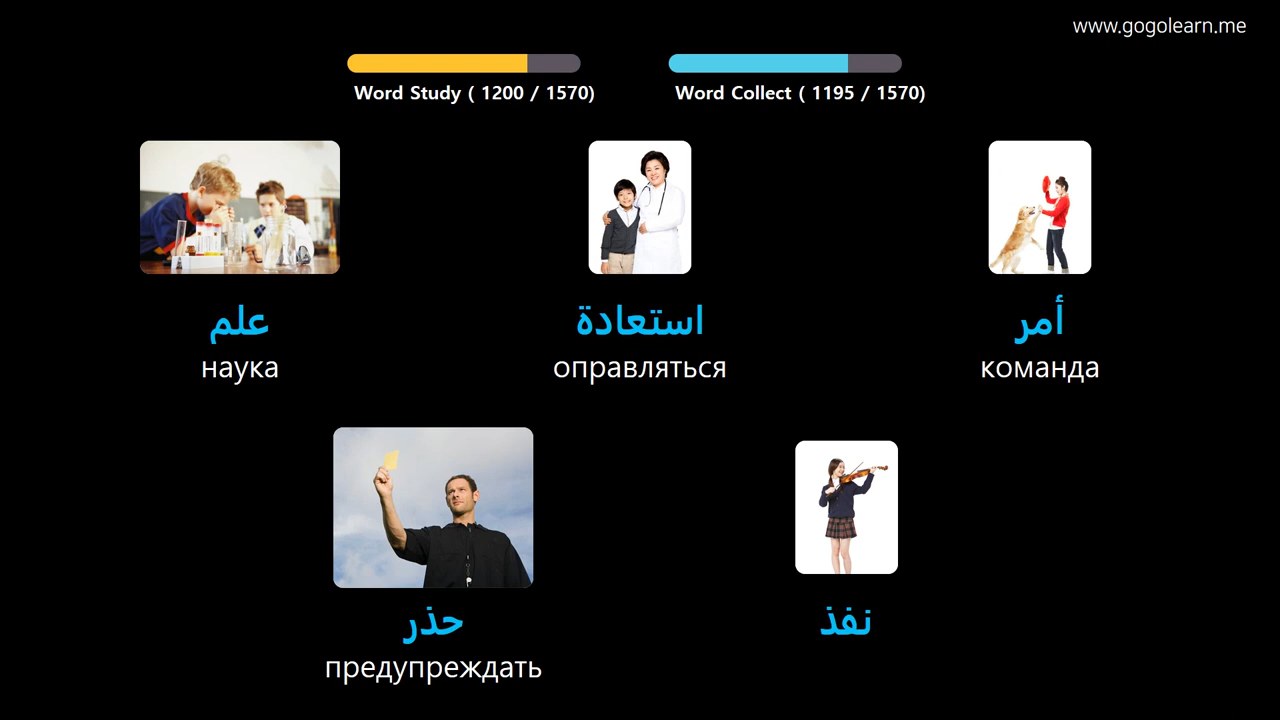 www.gogolearn.me
Word Study ( 1200 / 1570)
Word Collect ( 1195 / 1570)
علم
наука
استعادة
оправляться
أمر
команда
حذر
предупреждать
نفذ